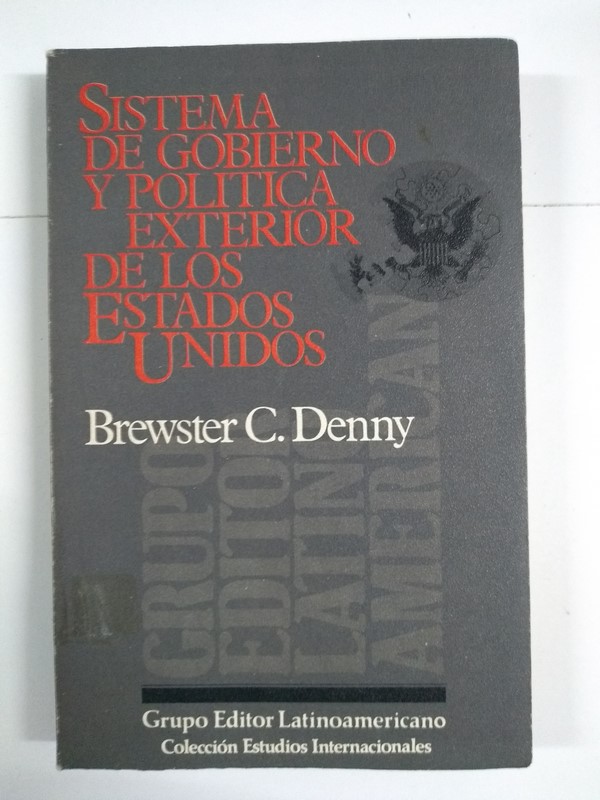 SISTEMA
DE GOBIERNO
Y POLITICA
EXTERIOR
DE LOS
ESTADOS
UNIDOS
Brewster C. Denny
GRUPO
EDITOR
LATINO
AMERICAN
Grupo Editor Latinoamericano
Colección Estudios Internacionales